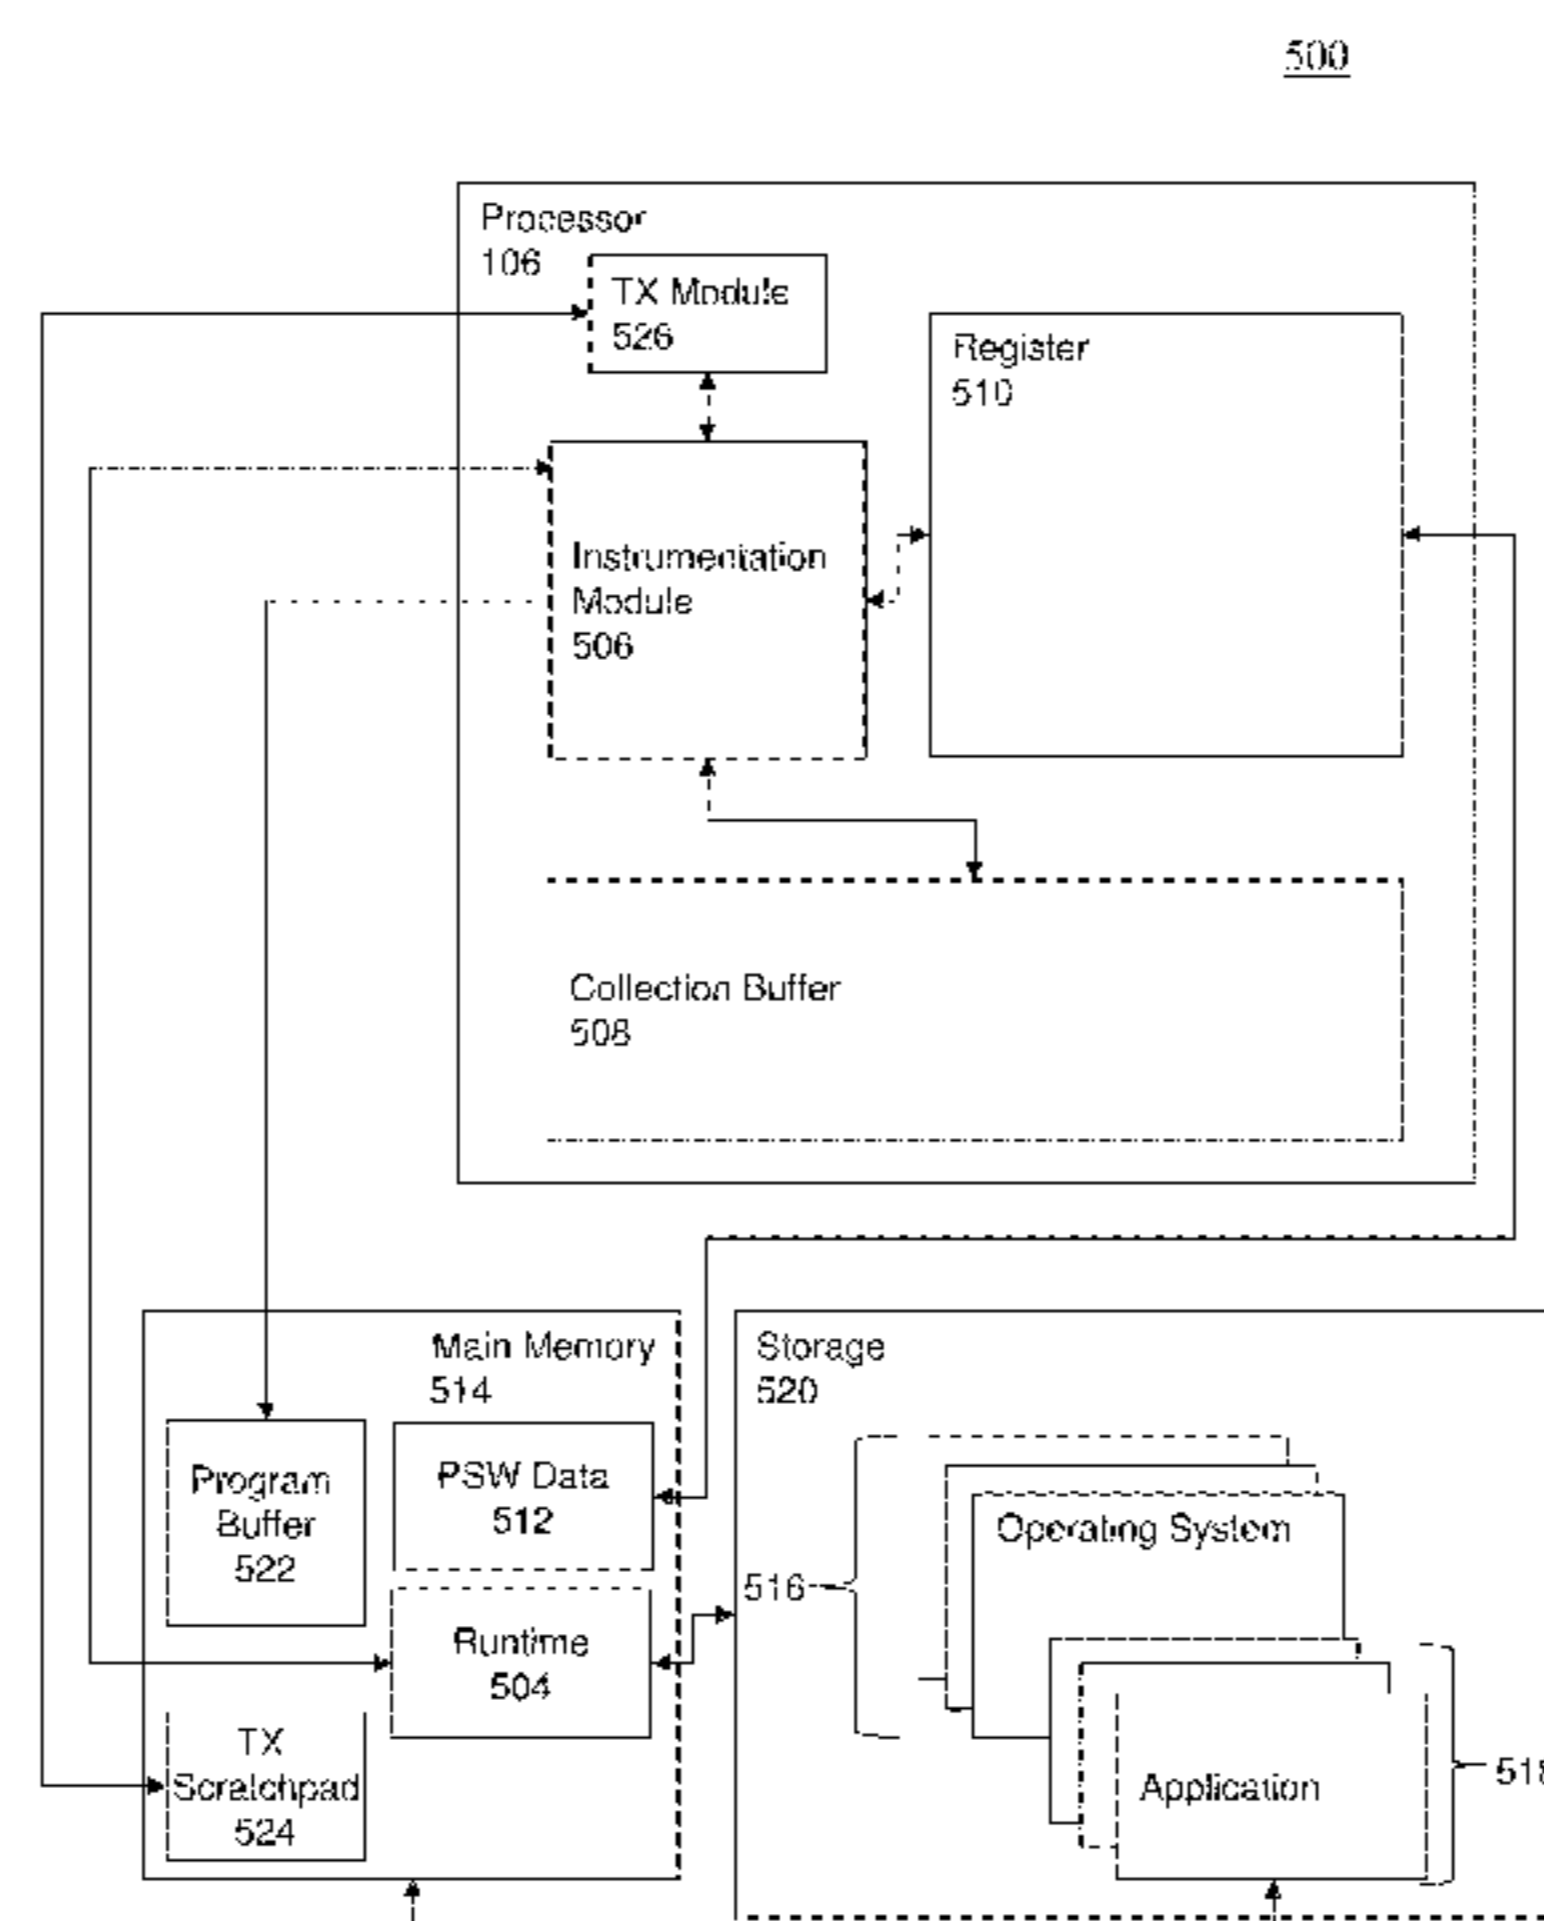 500
Processor
106
TX Module
526
Register
510
Instrumentation
Module
506
Collection Buffer
508
Main Memory
514
Storage
520
Program
Buffer
522
PSW Data
512
Operating System
516
Runtime
504
TX
Scratchpad
524
Application
518